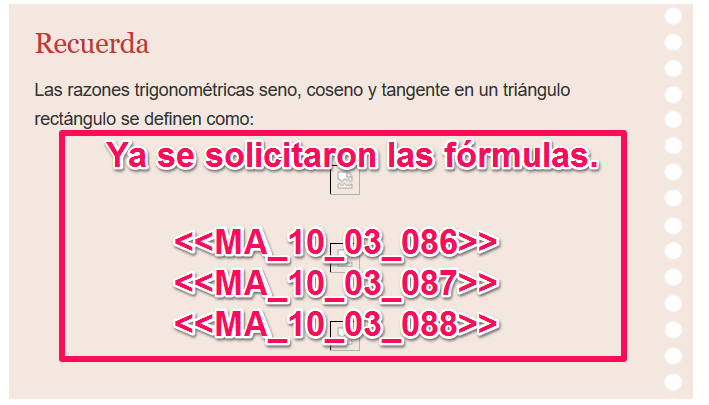 Recuerda
Las razones trigonométricas seno, coseno y tangente en un triángulo
rectángulo se definen como:
Ya se solicitaron las fórmulas.
<<MA_10_03_086>>
<<MA_10_03_087>>
<<MA_10_03_088>>